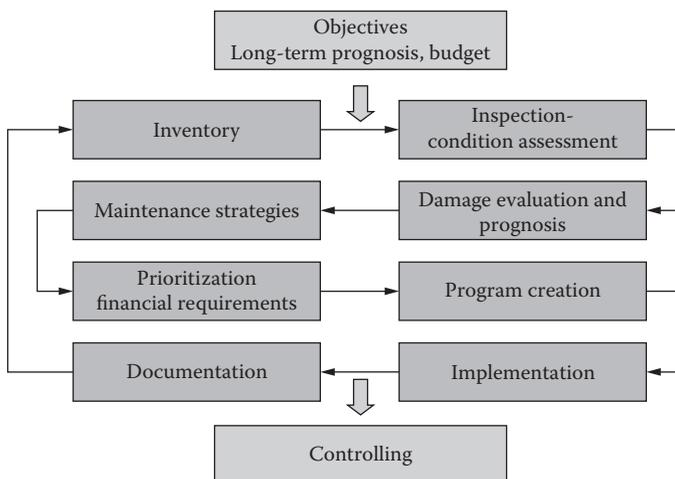 Objectives
Long-term prognosis, budget
Inventory
Inspection-
condition assessment
Maintenance strategies
Damage evaluation and
prognosis
Prioritization
financial requirements
Program creation
Documentation
Implementation
Controlling